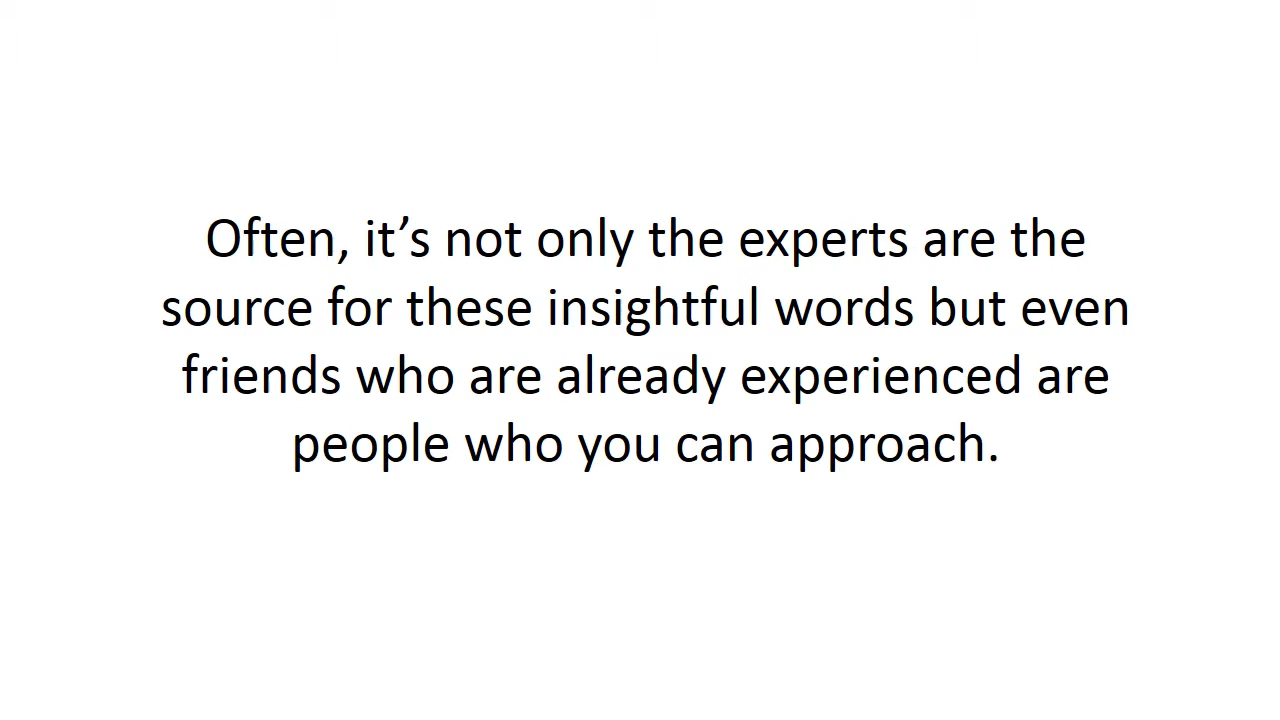 Often, it’s not only the experts are the
source for these insightful words but even
friends who are already experienced are
people who you can approach.